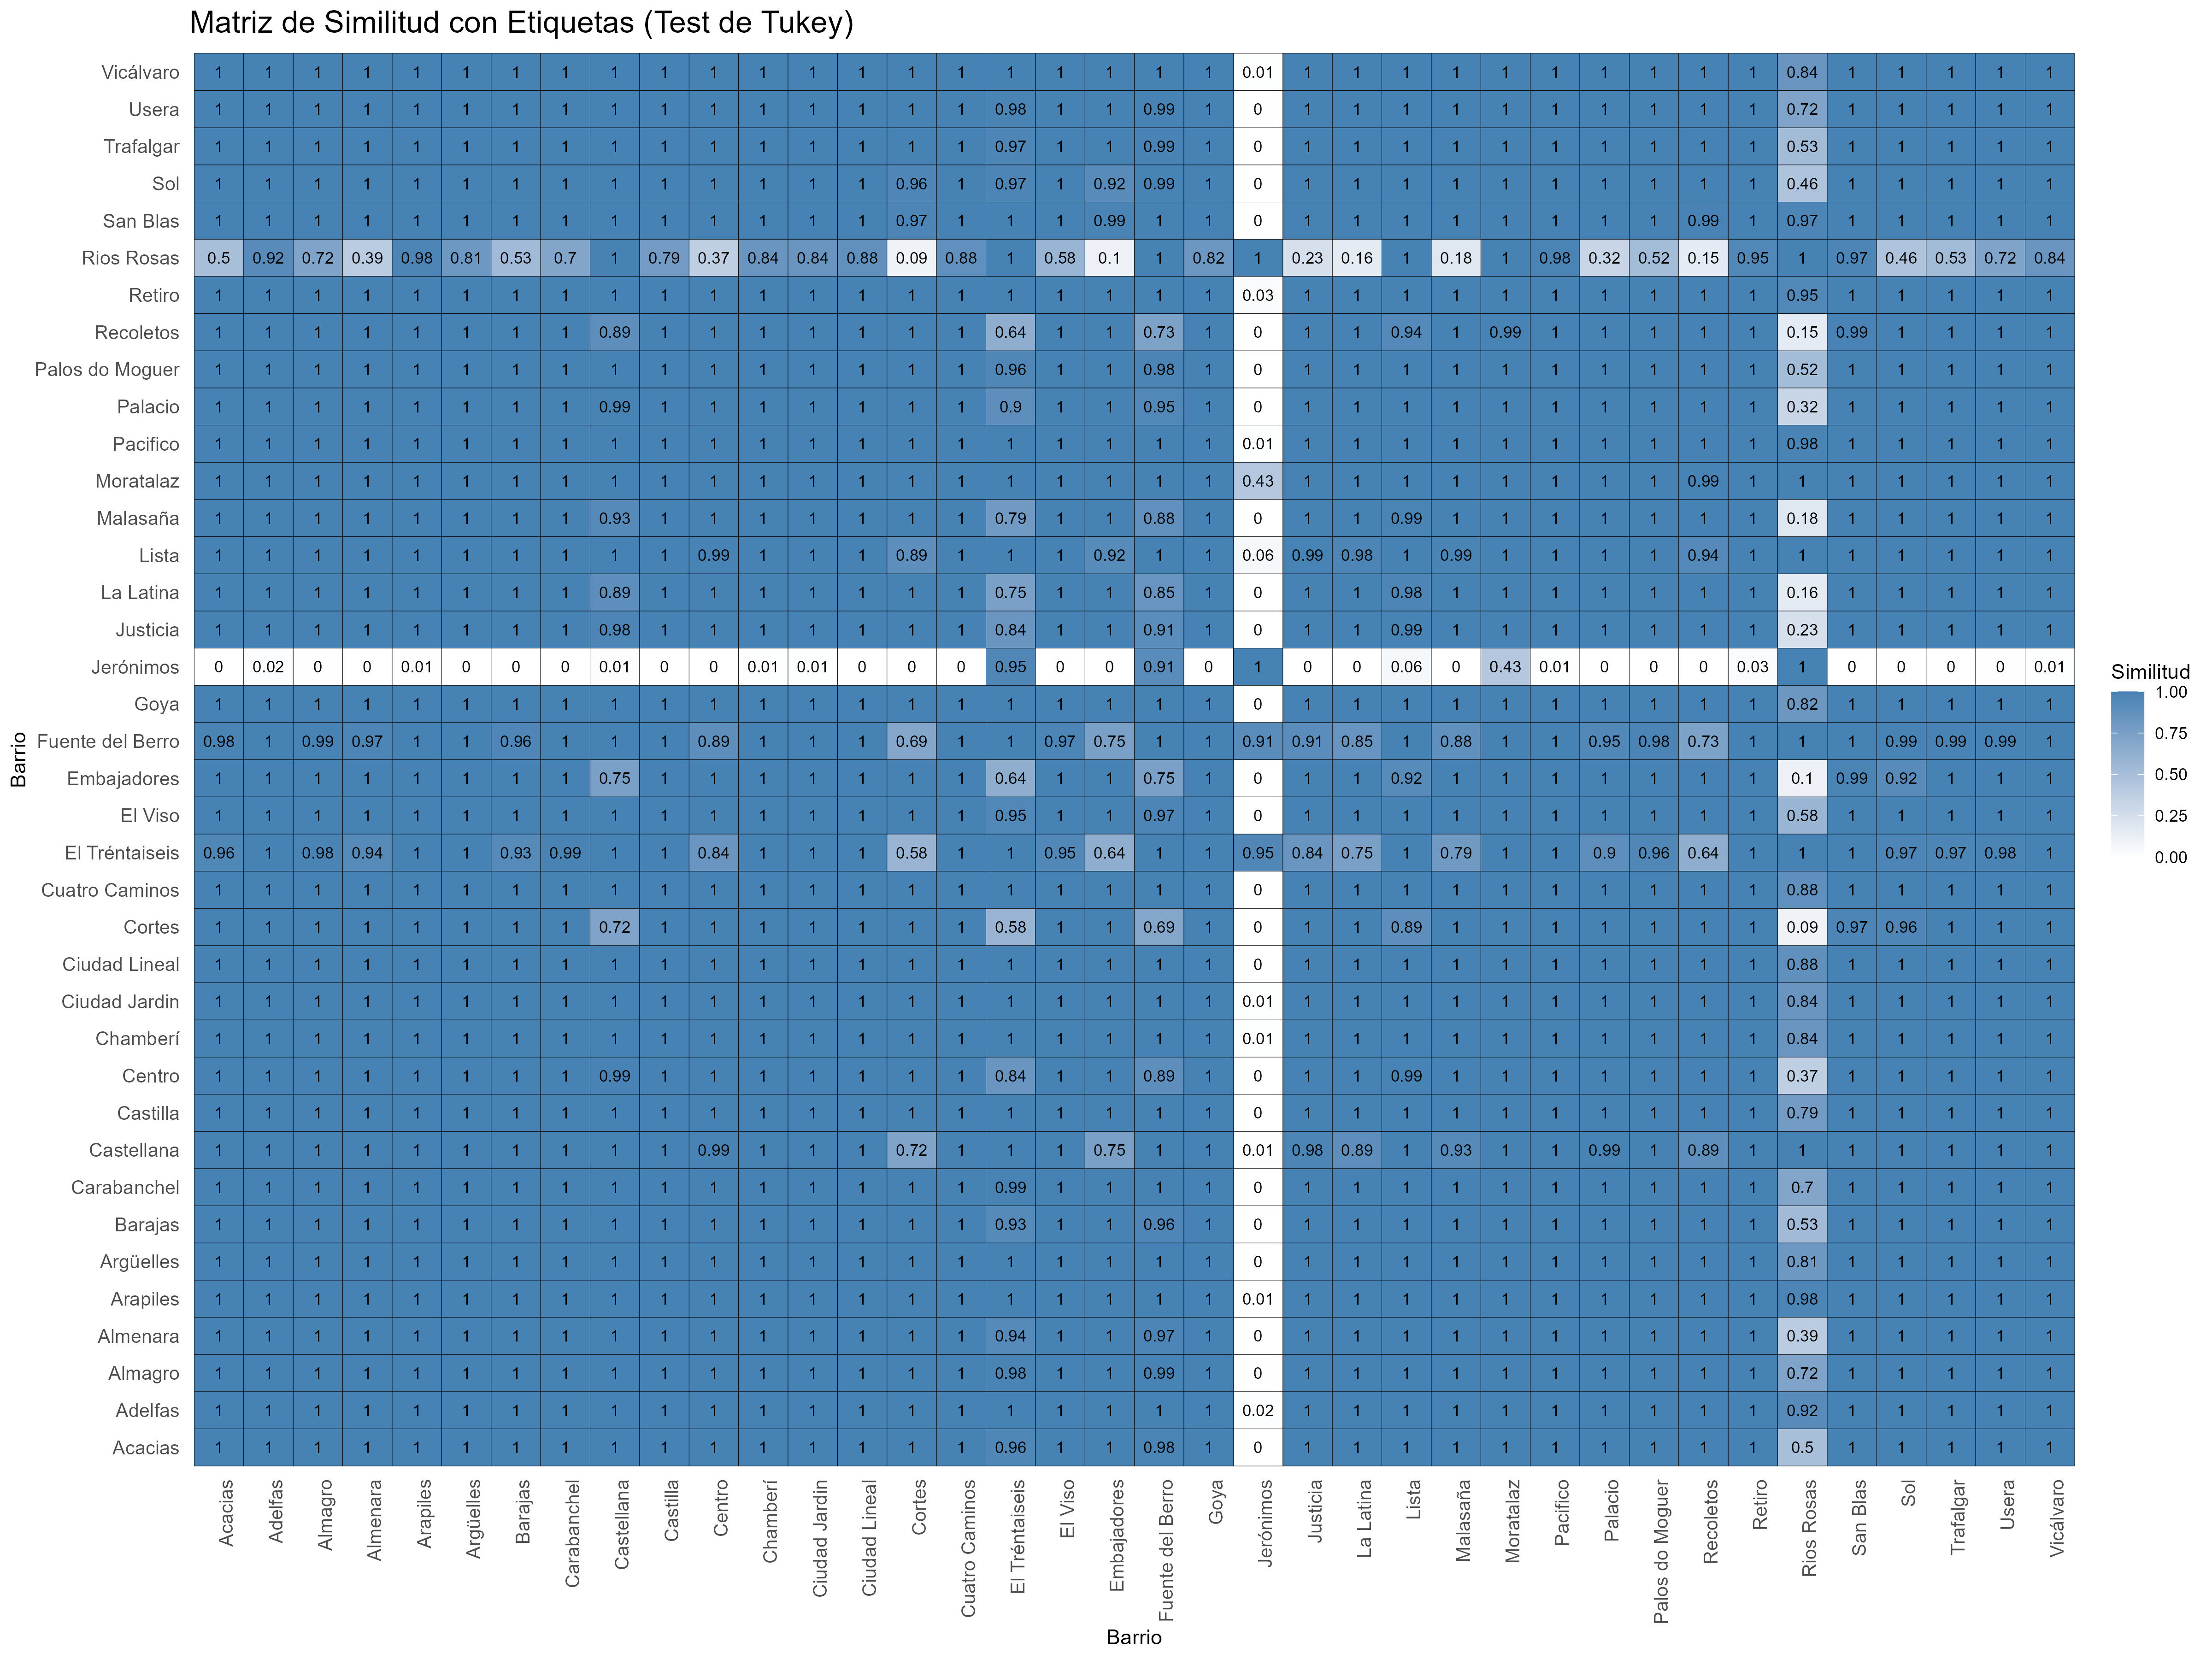 Matriz de Similitud con Etiquetas (Test de Tukey)
Vicálvaro 1 1 1 1 1 1 1 1 1 1 1 1 1 1 1 1 1 1 1 1 1 0.01 1 1 1 1 1 1 1 1 1 1 0.84 1 1 1 1 1
Usera 1 1 1 1 1 1 1 1 1 1 1 1 1 1 1 1 0.98 1 1 0.99 1 0 1 1 1 1 1 1 1 1 1 1 0.72 1 1 1 1 1
Trafalgar 1 1 1 1 1 1 1 1 1 1 1 1 1 1 1 1 0.97 1 1 0.99 1 0 1 1 1 1 1 1 1 1 1 1 0.53 1 1 1 1 1
Sol 1 1 1 1 1 1 1 1 1 1 1 1 1 1 0.96 1 0.97 1 0.92 0.99 1 0 1 1 1 1 1 1 1 1 1 1 0.46 1 1 1 1 1
San Blas 1 1 1 1 1 1 1 1 1 1 1 1 1 1 0.97 1 1 1 0.99 1 1 0 1 1 1 1 1 1 1 1 0.99 1 0.97 1 1 1 1 1
Rios Rosas 0.5 0.92 0.72 0.39 0.98 0.81 0.53 0.7 1 0.79 0.37 0.84 0.84 0.88 0.09 0.88 1 0.58 0.1 1 0.82 1 0.23 0.16 1 0.18 1 0.98 0.32 0.52 0.15 0.95 1 0.97 0.46 0.53 0.72 0.84
Retiro 1 1 1 1 1 1 1 1 1 1 1 1 1 1 1 1 1 1 1 1 1 0.03 1 1 1 1 1 1 1 1 1 1 0.95 1 1 1 1 1
Recoletos 1 1 1 1 1 1 1 1 0.89 1 1 1 1 1 1 1 0.64 1 1 0.73 1 0 1 1 0.94 1 0.99 1 1 1 1 1 0.15 0.99 1 1 1 1
Palos do Moguer 1 1 1 1 1 1 1 1 1 1 1 1 1 1 1 1 0.96 1 1 0.98 1 0 1 1 1 1 1 1 1 1 1 1 0.52 1 1 1 1 1
Palacio 1 1 1 1 1 1 1 1 0.99 1 1 1 1 1 1 1 0.9 1 1 0.95 1 0 1 1 1 1 1 1 1 1 1 1 0.32 1 1 1 1 1
Pacifico 1 1 1 1 1 1 1 1 1 1 1 1 1 1 1 1 1 1 1 1 1 0.01 1 1 1 1 1 1 1 1 1 1 0.98 1 1 1 1 1
Moratalaz 1 1 1 1 1 1 1 1 1 1 1 1 1 1 1 1 1 1 1 1 1 0.43 1 1 1 1 1 1 1 1 0.99 1 1 1 1 1 1 1
Malasaña 1 1 1 1 1 1 1 1 0.93 1 1 1 1 1 1 1 0.79 1 1 0.88 1 0 1 1 0.99 1 1 1 1 1 1 1 0.18 1 1 1 1 1
Lista 1 1 1 1 1 1 1 1 1 1 0.99 1 1 1 0.89 1 1 1 0.92 1 1 0.06 0.99 0.98 1 0.99 1 1 1 1 0.94 1 1 1 1 1 1 1
La Latina 1 1 1 1 1 1 1 1 0.89 1 1 1 1 1 1 1 0.75 1 1 0.85 1 0 1 1 0.98 1 1 1 1 1 1 1 0.16 1 1 1 1 1
Justicia 1 1 1 1 1 1 1 1 0.98 1 1 1 1 1 1 1 0.84 1 1 0.91 1 0 1 1 0.99 1 1 1 1 1 1 1 0.23 1 1 1 1 1
Jerónimos 0 0.02 0 0 0.01 0 0 0 0.01 0 0 0.01 0.01 0 0 0 0.95 0 0 0.91 0 1 0 0 0.06 0 0.43 0.01 0 0 0 0.03 1 0 0 0 0 0.01
Goya 1 1 1 1 1 1 1 1 1 1 1 1 1 1 1 1 1 1 1 1 1 0 1 1 1 1 1 1 1 1 1 1 0.82 1 1 1 1 1
Fuente del Berro 0.98 1 0.99 0.97 1 1 0.96 1 1 1 0.89 1 1 1 0.69 1 1 0.97 0.75 1 1 0.91 0.91 0.85 1 0.88 1 1 0.95 0.98 0.73 1 1 1 0.99 0.99 0.99 1
Embajadores 1 1 1 1 1 1 1 1 0.75 1 1 1 1 1 1 1 0.64 1 1 0.75 1 0 1 1 0.92 1 1 1 1 1 1 1 0.1 0.99 0.92 1 1 1
El Viso 1 1 1 1 1 1 1 1 1 1 1 1 1 1 1 1 0.95 1 1 0.97 1 0 1 1 1 1 1 1 1 1 1 1 0.58 1 1 1 1 1
El Tréntaiseis 0.96 1 0.98 0.94 1 1 0.93 0.99 1 1 0.84 1 1 1 0.58 1 1 0.95 0.64 1 1 0.95 0.84 0.75 1 0.79 1 1 0.9 0.96 0.64 1 1 1 0.97 0.97 0.98 1
Cuatro Caminos 1 1 1 1 1 1 1 1 1 1 1 1 1 1 1 1 1 1 1 1 1 0 1 1 1 1 1 1 1 1 1 1 0.88 1 1 1 1 1
Cortes 1 1 1 1 1 1 1 1 0.72 1 1 1 1 1 1 1 0.58 1 1 0.69 1 0 1 1 0.89 1 1 1 1 1 1 1 0.09 0.97 0.96 1 1 1
Ciudad Lineal 1 1 1 1 1 1 1 1 1 1 1 1 1 1 1 1 1 1 1 1 1 0 1 1 1 1 1 1 1 1 1 1 0.88 1 1 1 1 1
Ciudad Jardin 1 1 1 1 1 1 1 1 1 1 1 1 1 1 1 1 1 1 1 1 1 0.01 1 1 1 1 1 1 1 1 1 1 0.84 1 1 1 1 1
Chamberí 1 1 1 1 1 1 1 1 1 1 1 1 1 1 1 1 1 1 1 1 1 0.01 1 1 1 1 1 1 1 1 1 1 0.84 1 1 1 1 1
Centro 1 1 1 1 1 1 1 1 0.99 1 1 1 1 1 1 1 0.84 1 1 0.89 1 0 1 1 0.99 1 1 1 1 1 1 1 0.37 1 1 1 1 1
Castilla 1 1 1 1 1 1 1 1 1 1 1 1 1 1 1 1 1 1 1 1 1 0 1 1 1 1 1 1 1 1 1 1 0.79 1 1 1 1 1
Castellana 1 1 1 1 1 1 1 1 1 1 0.99 1 1 1 0.72 1 1 1 0.75 1 1 0.01 0.98 0.89 1 0.93 1 1 0.99 1 0.89 1 1 1 1 1 1 1
Carabanchel 1 1 1 1 1 1 1 1 1 1 1 1 1 1 1 1 0.99 1 1 1 1 0 1 1 1 1 1 1 1 1 1 1 0.7 1 1 1 1 1
Barajas 1 1 1 1 1 1 1 1 1 1 1 1 1 1 1 1 0.93 1 1 0.96 1 0 1 1 1 1 1 1 1 1 1 1 0.53 1 1 1 1 1
Argüelles 1 1 1 1 1 1 1 1 1 1 1 1 1 1 1 1 1 1 1 1 1 0 1 1 1 1 1 1 1 1 1 1 0.81 1 1 1 1 1
Arapiles 1 1 1 1 1 1 1 1 1 1 1 1 1 1 1 1 1 1 1 1 1 0.01 1 1 1 1 1 1 1 1 1 1 0.98 1 1 1 1 1
Almenara 1 1 1 1 1 1 1 1 1 1 1 1 1 1 1 1 0.94 1 1 0.97 1 0 1 1 1 1 1 1 1 1 1 1 0.39 1 1 1 1 1
Almagro 1 1 1 1 1 1 1 1 1 1 1 1 1 1 1 1 0.98 1 1 0.99 1 0 1 1 1 1 1 1 1 1 1 1 0.72 1 1 1 1 1
Adelfas 1 1 1 1 1 1 1 1 1 1 1 1 1 1 1 1 1 1 1 1 1 0.02 1 1 1 1 1 1 1 1 1 1 0.92 1 1 1 1 1
Acacias 1 1 1 1 1 1 1 1 1 1 1 1 1 1 1 1 0.96 1 1 0.98 1 0 1 1 1 1 1 1 1 1 1 1 0.5 1 1 1 1 1
Barrio
Acacias
Adelfas
Almagro
Almenara
Arapiles
Argüelles
Barajas
Carabanchel
Castellana
Castilla
Centro
Chamberí
Ciudad Jardin
Ciudad Lineal
Cortes
Cuatro Caminos
El Tréntaiseis
El Viso
Embajadores
Fuente del Berro
Goya
Jerónimos
Justicia
La Latina
Lista
Malasaña
Moratalaz
Pacifico
Palacio
Palos do Moguer
Recoletos
Retiro
Rios Rosas
San Blas
Sol
Trafalgar
Usera
Vicálvaro
Barrio
Similitud
1.00
0.75
0.50
0.25
0.00